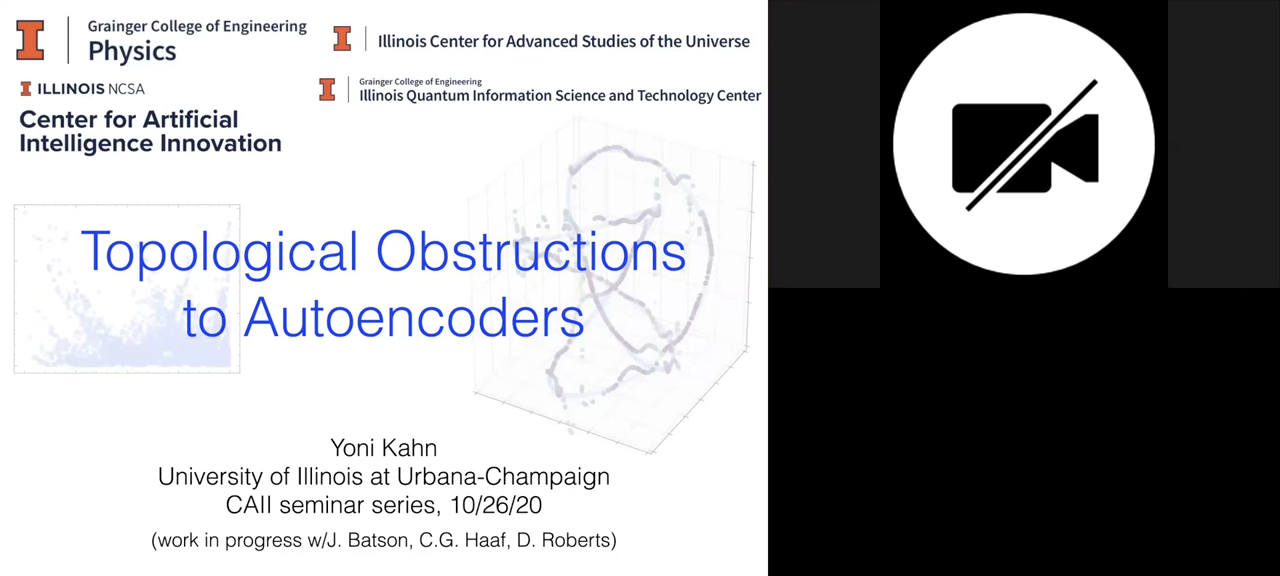 Grainger College of Engineering
Physics
Illinois Center for Advanced Studies of the Universe
ILLINOIS NCSA
Grainger College of Engineering
Illinois Quantum Information Science and Technology Center
Center for Artificial
Intelligence Innovation
Topological Obstructions
to Autoencoders
Yoni Kahn
University of Illinois at Urbana-Champaign
CAII seminar series, 10/26/20
(work in progress w/J. Batson, C.G. Haaf, D. Roberts)